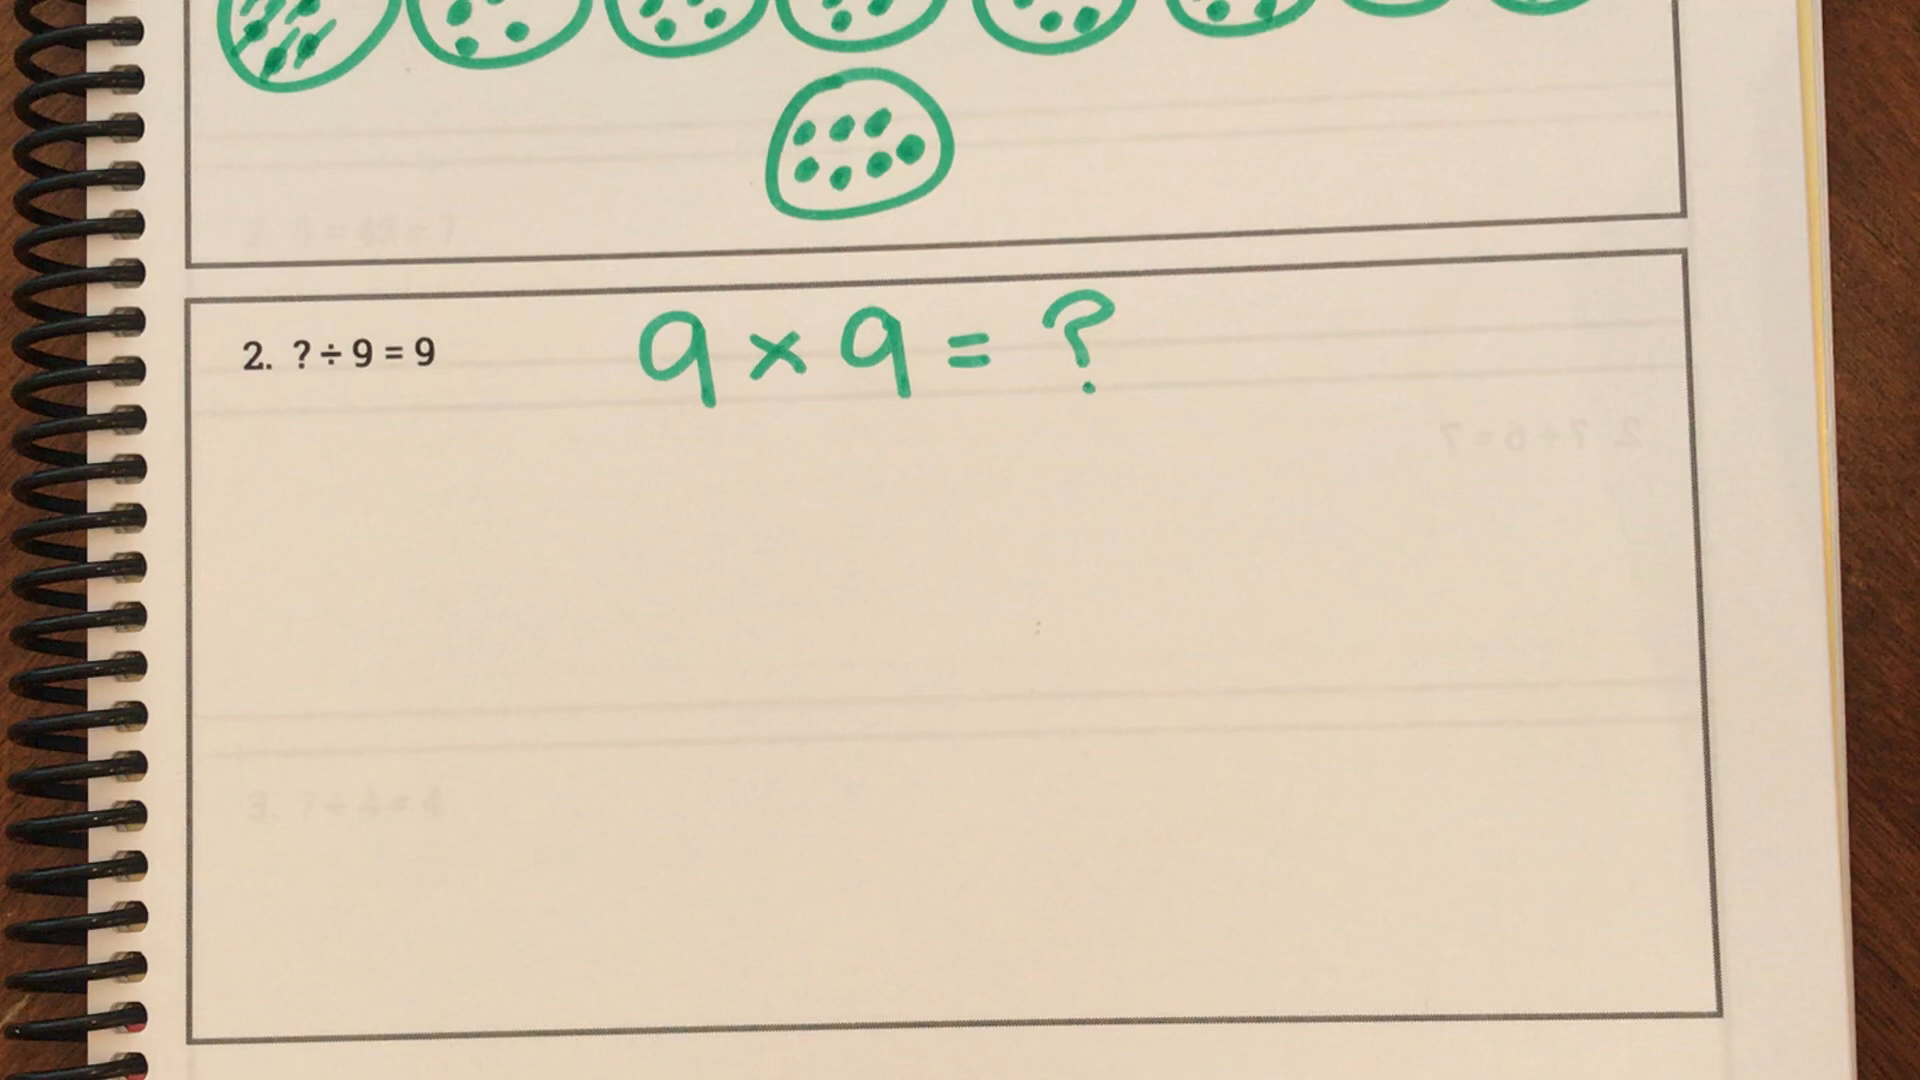 2. ? ÷ 9 = 9 9 × 9 = ?